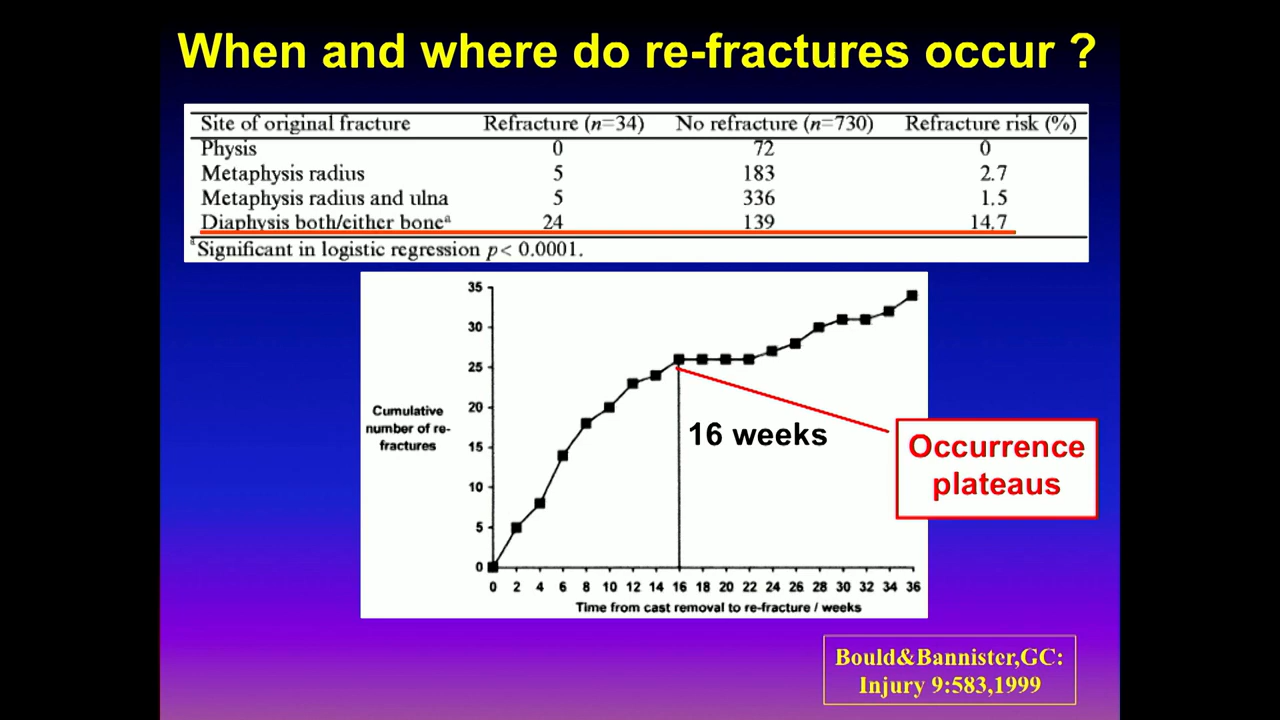 When and where do re-fractures occur ?
Site of original fracture Refracture (n=34) No refracture (n=730) Refracture risk (%)
Physis 0 72 0
Metaphysis radius 5 183 2.7
Metaphysis radius and ulna 5 336 1.5
Diaphysis both/either bone^a 24 139 14.7
^a Significant in logistic regression p< 0.0001.
35
30
25
20
15
10
5
0
Cumulative
number of re-
fractures
16 weeks
Occurrence
plateaus
0 2 4 6 8 10 12 14 16 18 20 22 24 26 28 30 32 34 36
Time from cast removal to re-fracture / weeks
Bould&Bannister,GC:
Injury 9:583,1999